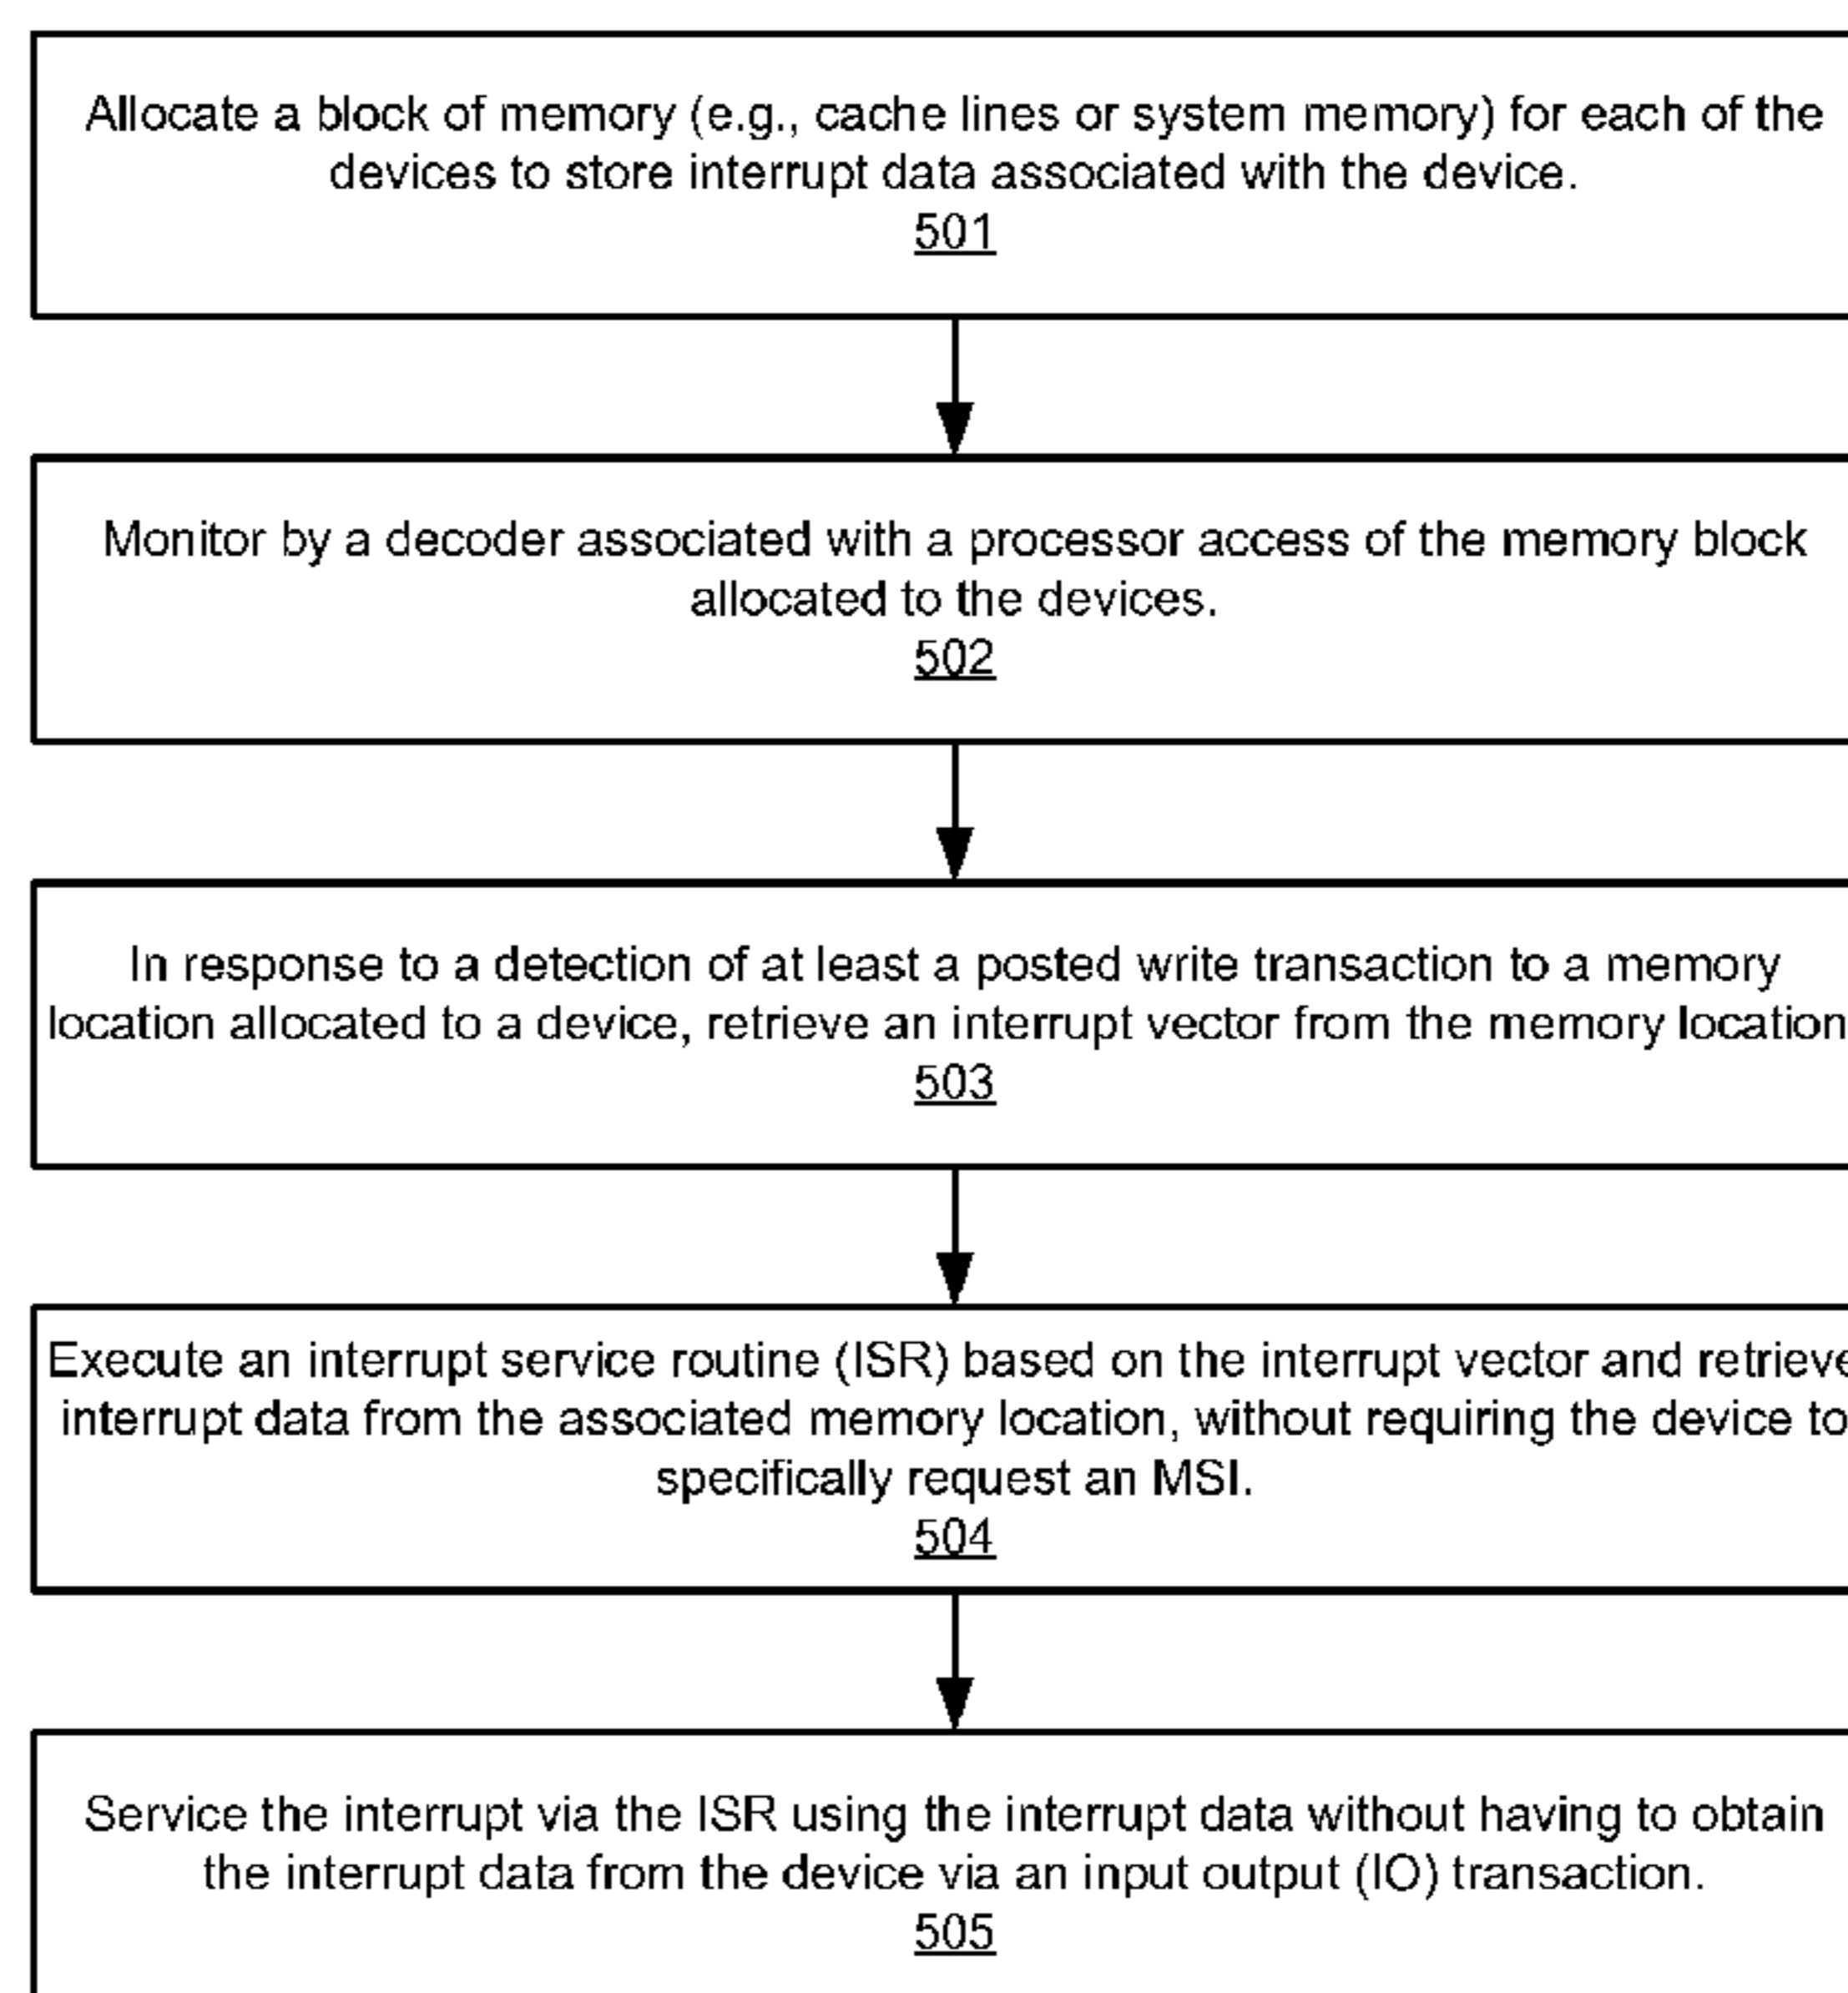 Allocate a block of memory (e.g., cache lines or system memory) for each of the
devices to store interrupt data associated with the device.
501
Monitor by a decoder associated with a processor access of the memory block
allocated to the devices.
502
In response to a detection of at least a posted write transaction to a memory
location allocated to a device, retrieve an interrupt vector from the memory location
503
Execute an interrupt service routine (ISR) based on the interrupt vector and retrieve
interrupt data from the associated memory location, without requiring the device to
specifically request an MSI.
504
Service the interrupt via the ISR using the interrupt data without having to obtain
the interrupt data from the device via an input output (IO) transaction.
505